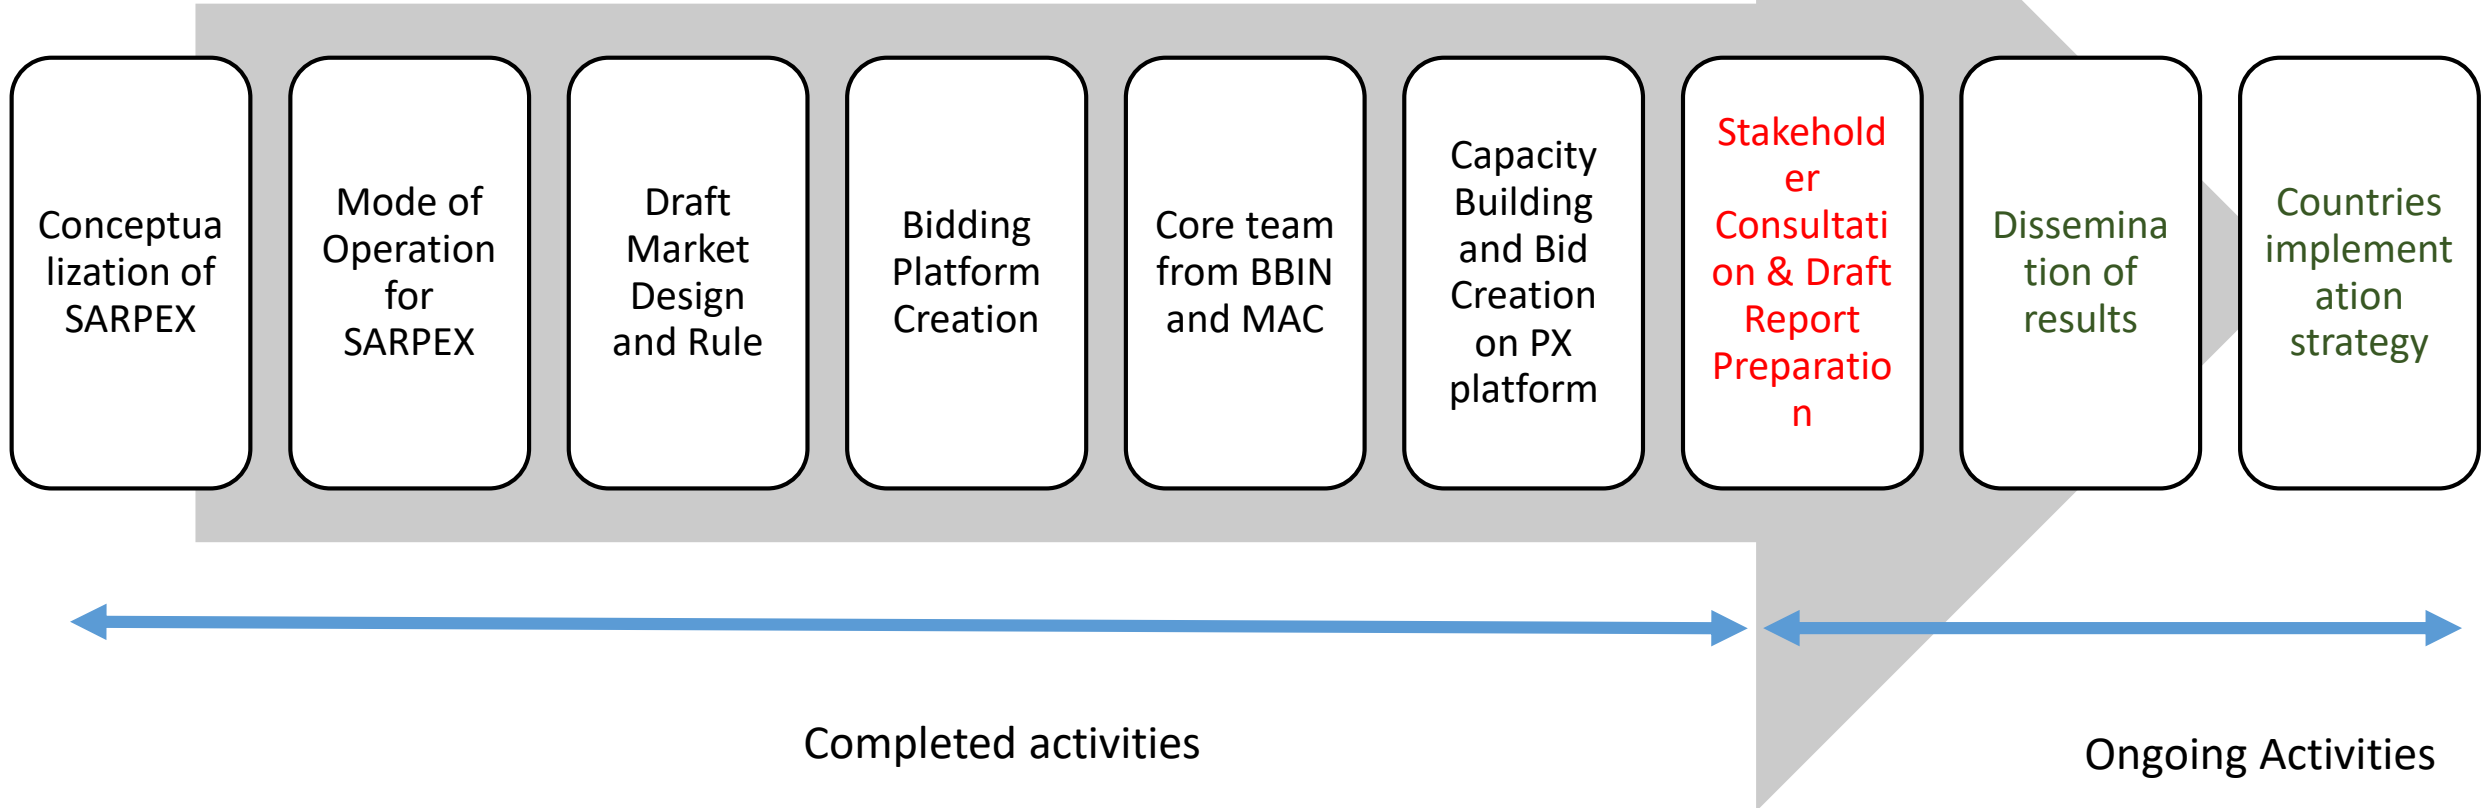 Conceptua
lization of
SARPEX
Mode of
Operation
for
SARPEX
Draft
Market
Design
and Rule
Bidding
Platform
Creation
Core team
from BBIN
and MAC
Capacity
Building
and Bid
Creation
on PX
platform
Stakehold
er
Consultati
on & Draft
Report
Preparatio
n
Dissemina
tion of
results
Countries
implement
ation
strategy
Completed activities
Ongoing Activities